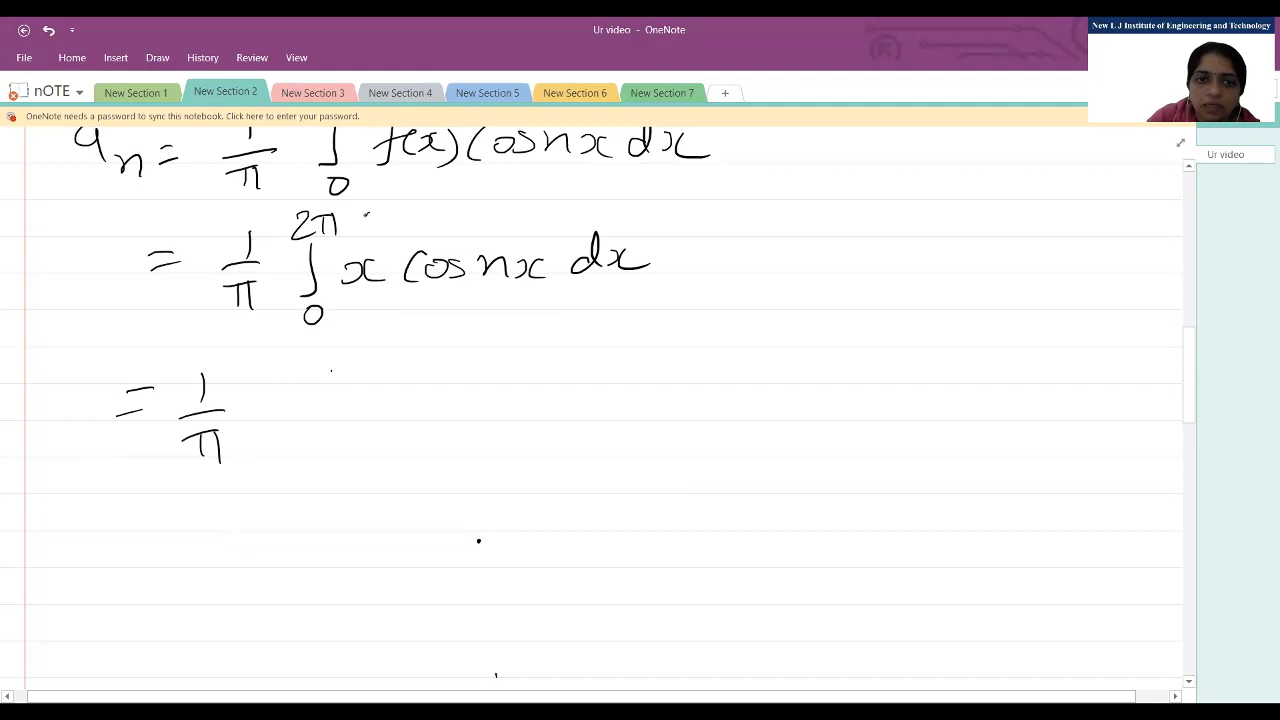 Ur video - OneNote
New L J Institute of Engineering and Technology
File Home Insert Draw History Review View
nOTE New Section 1 New Section 2 New Section 3 New Section 4 New Section 5 New Section 6 New Section 7 +
OneNote needs a password to sync this notebook. Click here to enter your password.
Ur video
aₙ = 1/π ∫₀ f(x) cos nx dx
= 1/π ∫₀^2π x cos nx dx
= 1/π